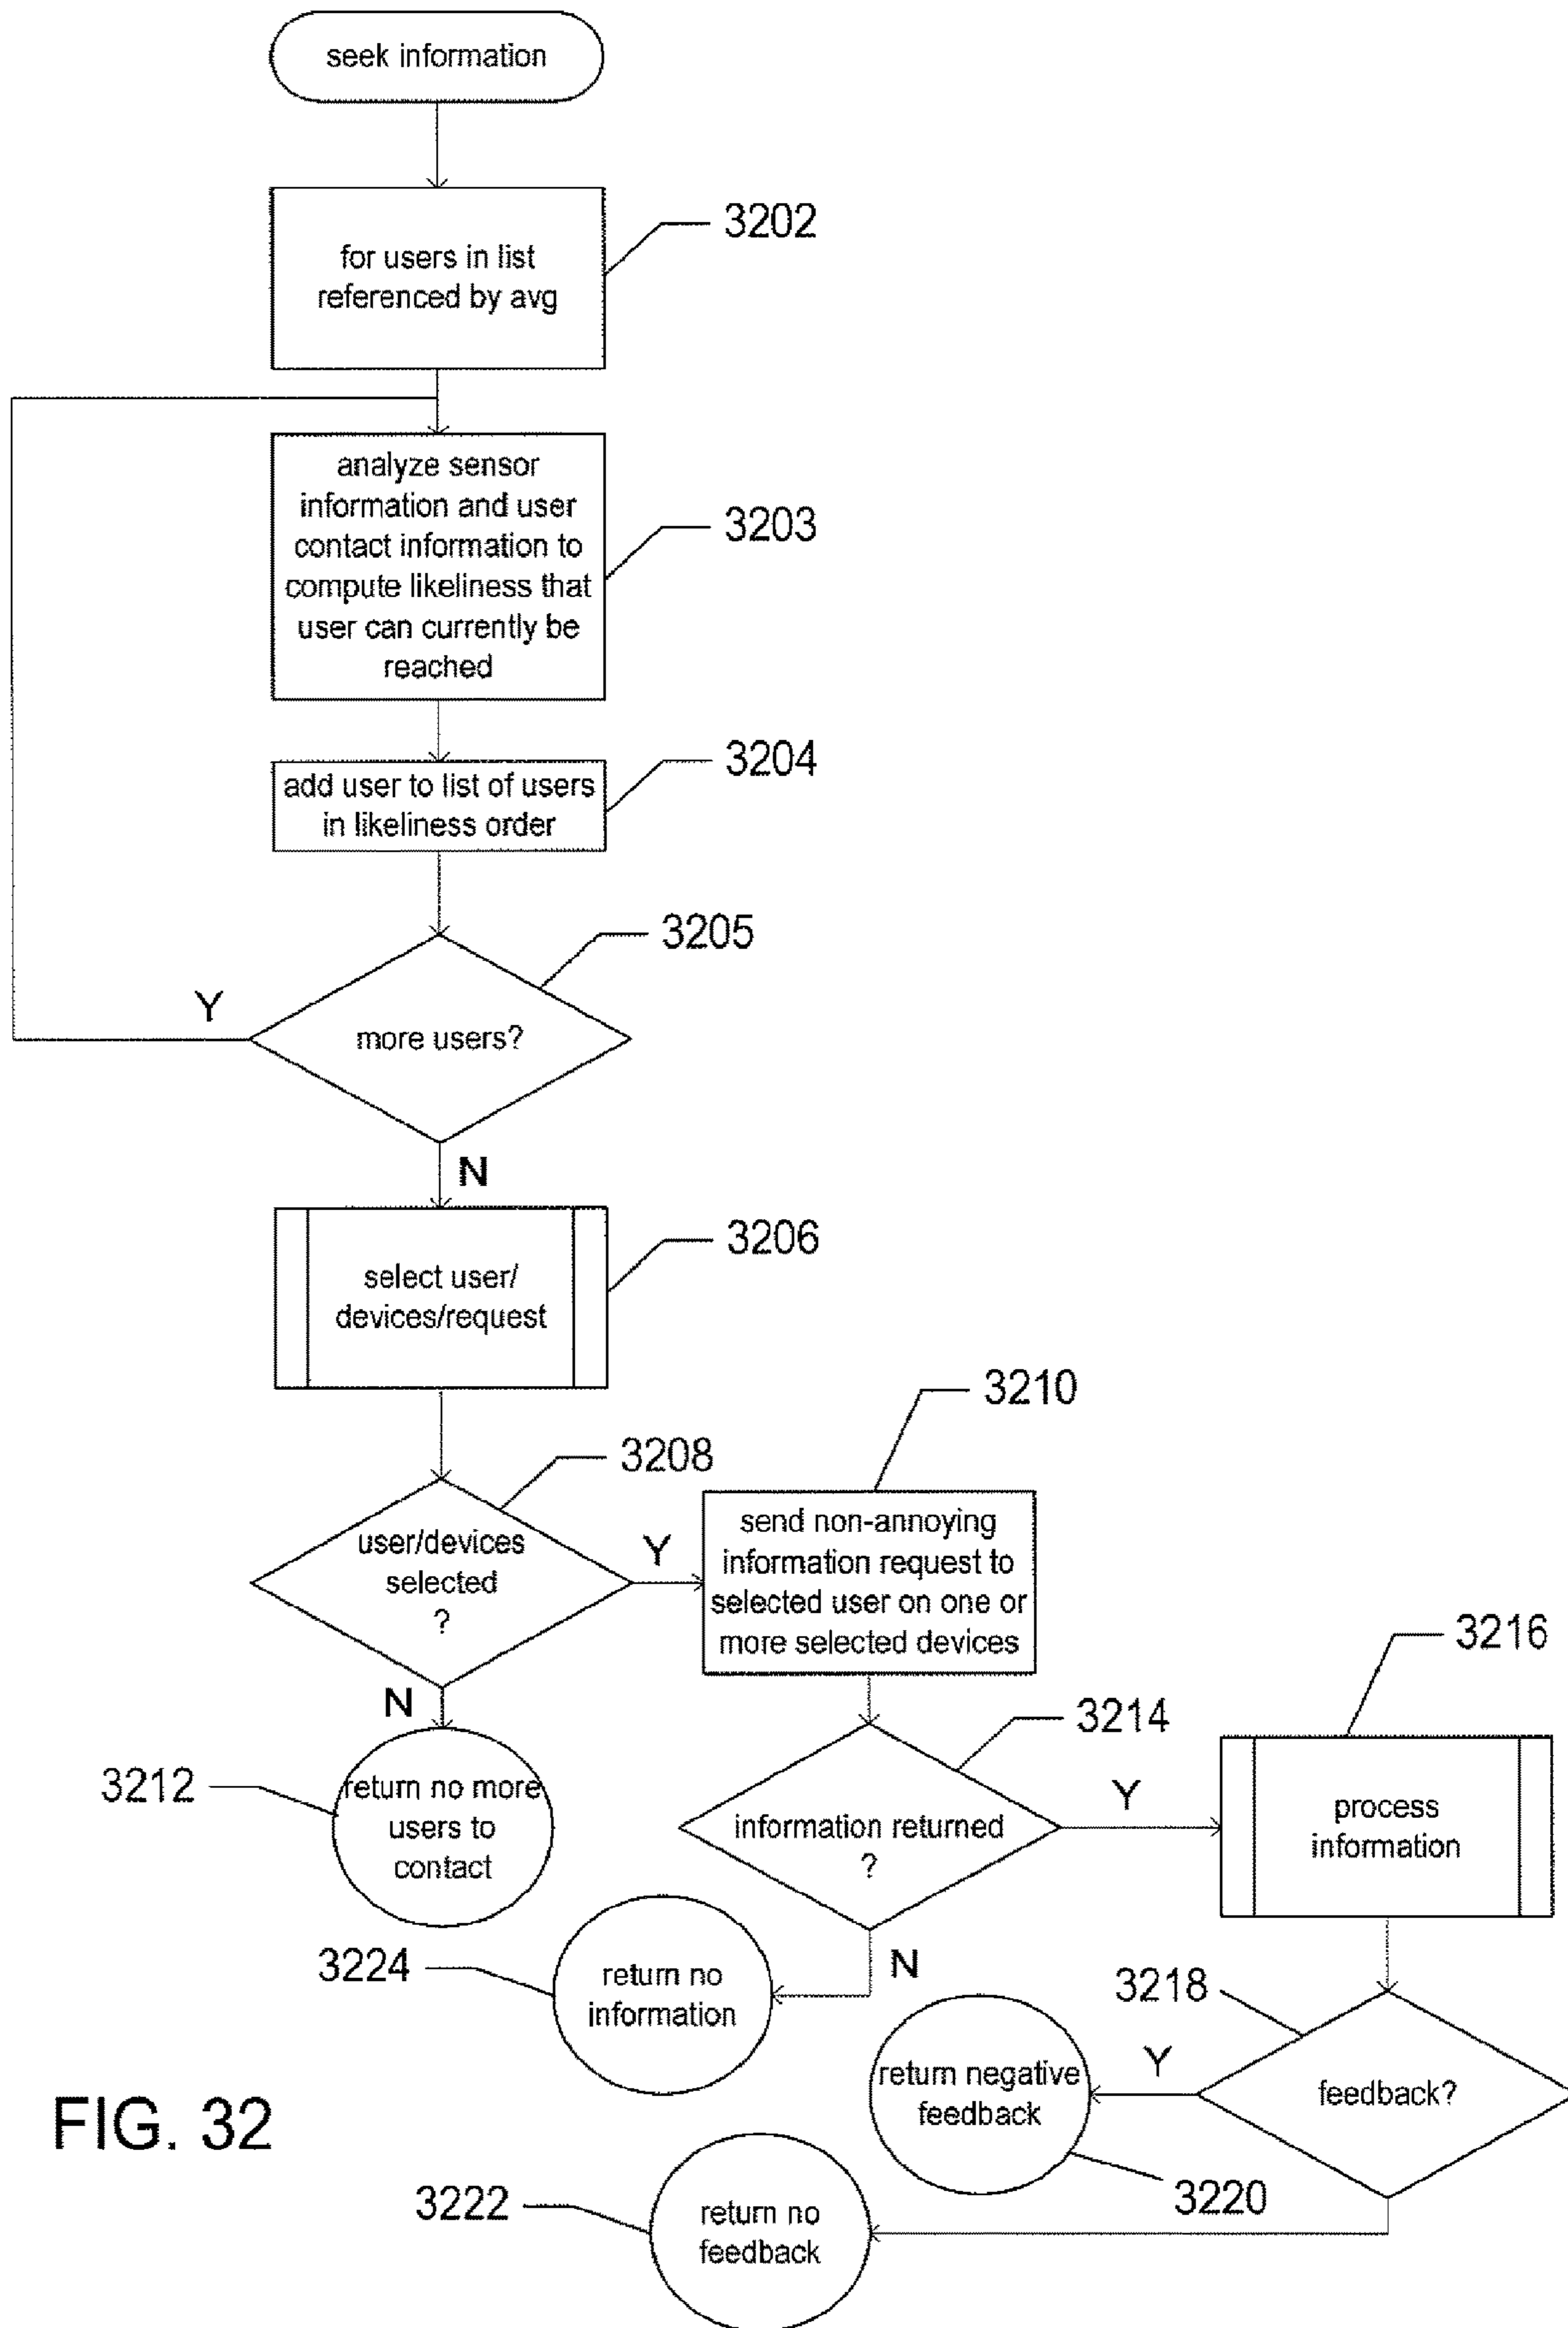 seek information
3202
for users in list
referenced by avg
analyze sensor
information and user
contact information to
compute likeliness that
user can currently be
reached
3203
3204
add user to list of users
in likeliness order
3205
Y
more users?
N
3206
select user/
devices/request
3210
3208
user/devices
selected
?
Y
send non-annoying
information request to
selected user on one or
more selected devices
3216
N
3214
3212
return no more
users to
contact
information returned
?
Y
process
information
3224
return no
information
N
3218
return negative
feedback
Y
feedback?
FIG. 32
3220
3222
return no
feedback